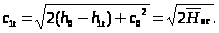 c₁ₜ = √2(h₀ − h₁ₜ) + c₀² = √2H̅ₐᵣ.